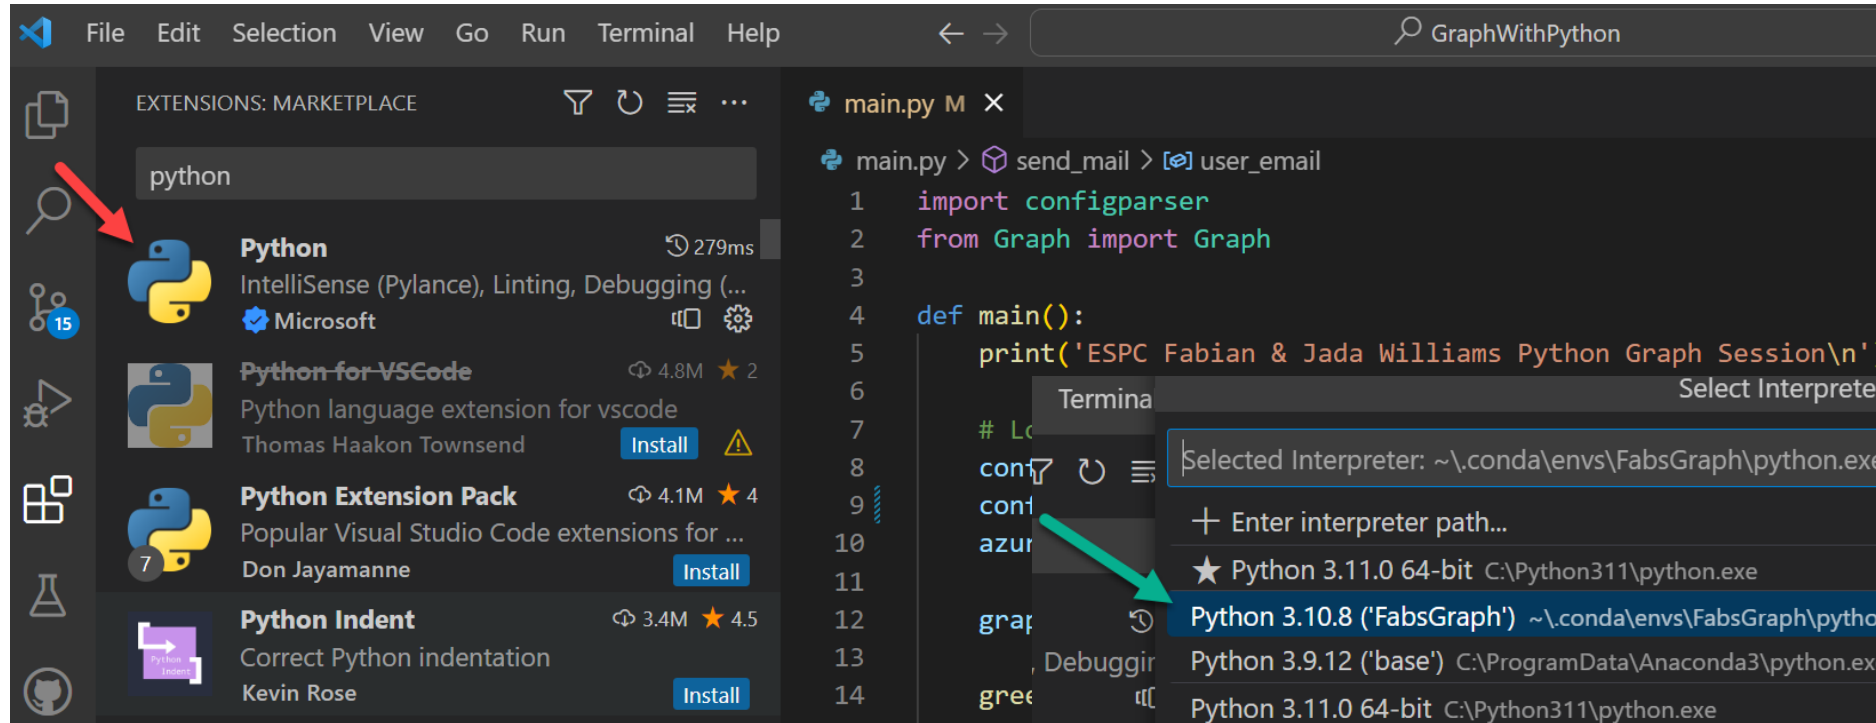 File Edit Selection View Go Run Terminal Help
GraphWithPython
EXTENSIONS: MARKETPLACE
python
Python 279ms
IntelliSense (Pylance), Linting, Debugging (...
Microsoft
15
Python for VSCode 4.8M 2
Python language extension for vscode
Thomas Haakon Townsend Install
Python Extension Pack 4.1M 4
Popular Visual Studio Code extensions for ...
7
Don Jayamanne Install
Python Indent 3.4M 4.5
Correct Python indentation
Python
Indent
Kevin Rose Install
main.py M
main.py > send_mail > user_email
1 import configparser
2 from Graph import Graph
3
4 def main():
5 print('ESPC Fabian & Jada Williams Python Graph Session\n'
6
7 # Lo
8 conf
9 conf
10 azur
11
12 grap
13
14 gree
Termina
, Debuggin
Select Interprete
Selected Interpreter: ~\.conda\envs\FabsGraph\python.exe
+ Enter interpreter path...
★ Python 3.11.0 64-bit C:\Python311\python.exe
Python 3.10.8 ('FabsGraph') ~\.conda\envs\FabsGraph\pytho
Python 3.9.12 ('base') C:\ProgramData\Anaconda3\python.ex
Python 3.11.0 64-bit C:\Python311\python.exe